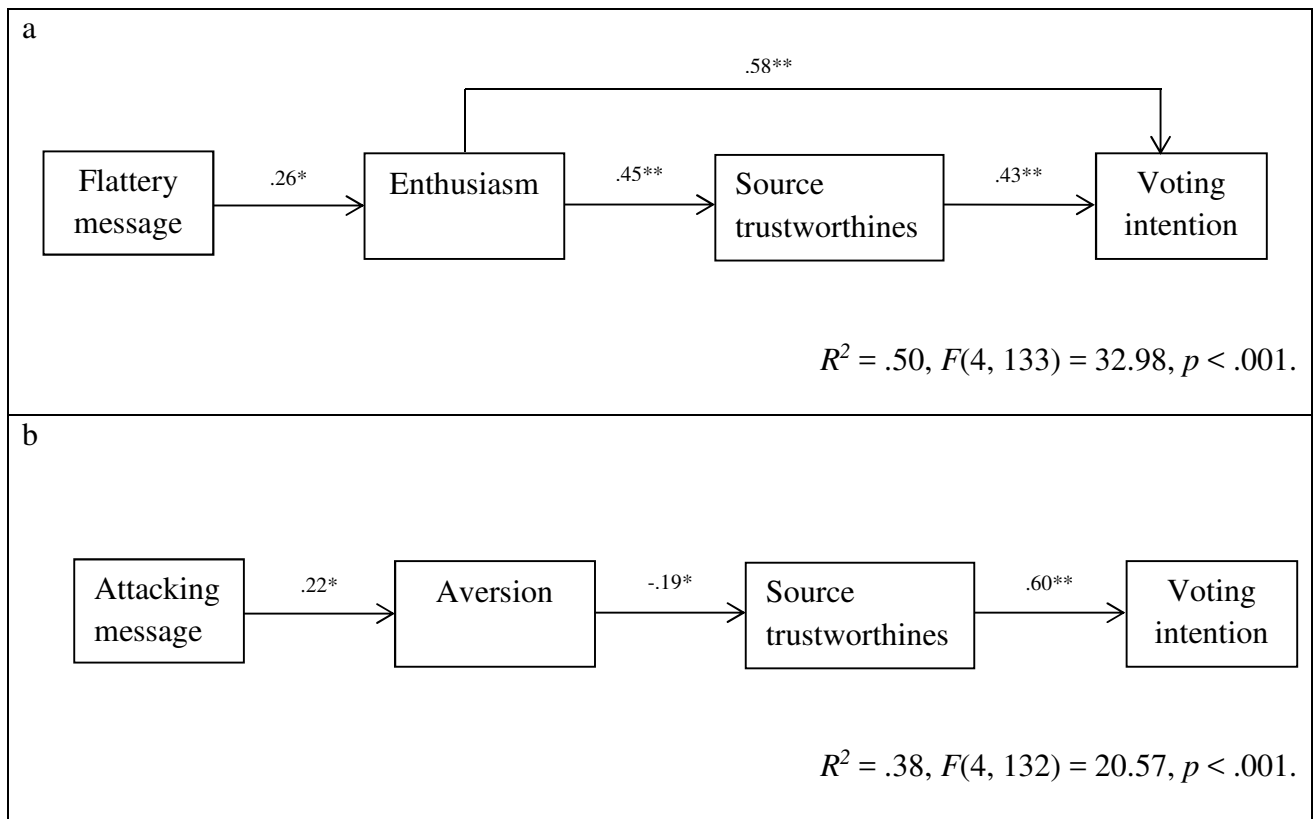 a
.58**
Flattery
message
.26*
Enthusiasm
.45**
Source
trustworthines
.43**
Voting
intention
R² = .50, F(4, 133) = 32.98, p < .001.
b
Attacking
message
.22*
Aversion
-.19*
Source
trustworthines
.60**
Voting
intention
R² = .38, F(4, 132) = 20.57, p < .001.